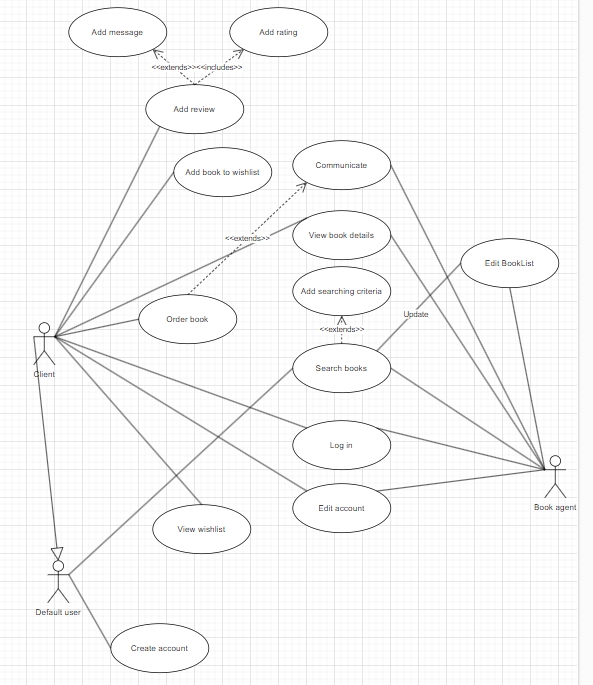 Add message
Add rating
<<extends>><<includes>>
Add review
Communicate
Add book to wishlist
View book details
<<extends>>
Edit BookList
Add searching criteria
Order book
Update
<<extends>>
Search books
Client
Log in
Edit account
Book agent
View wishlist
Default user
Create account